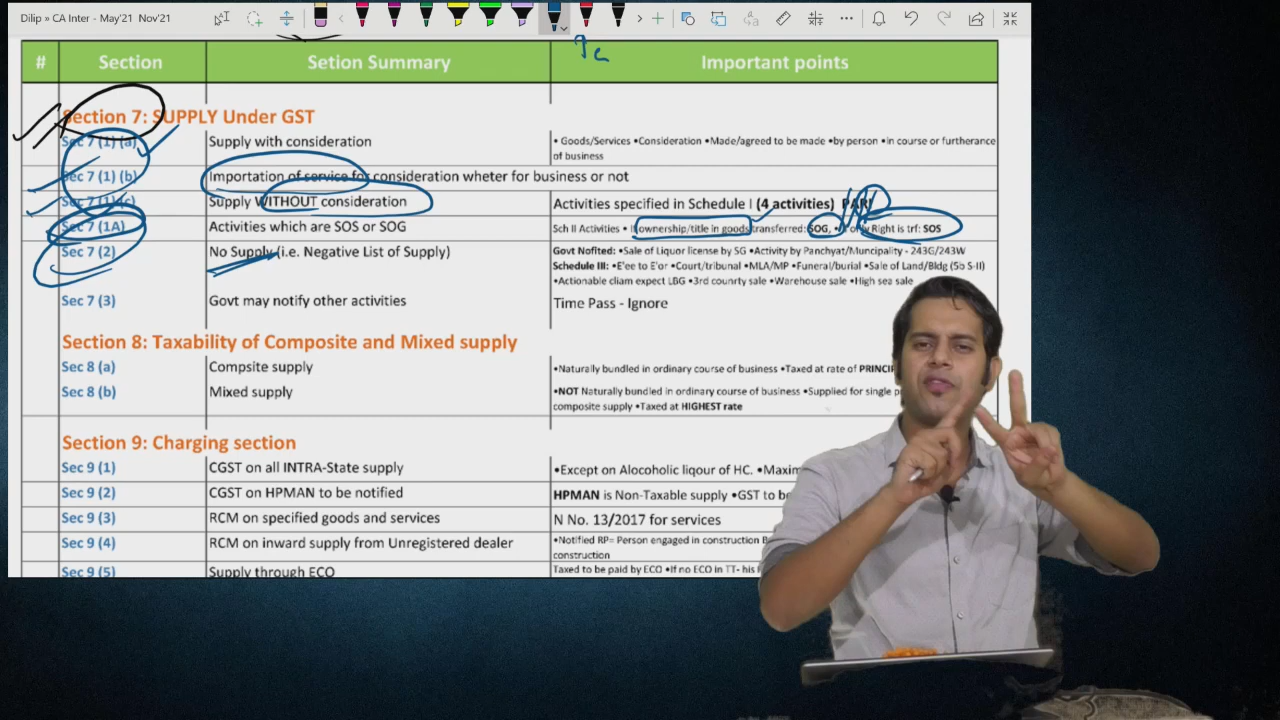 Dilip » CA Inter - May'21 Nov'21
# Section Setion Summary Important points
Section 7: SUPPLY Under GST
Sec 7 (1) (a) Supply with consideration • Goods/Services •Consideration •Made/agreed to be made •by person •in course or furtherance
of business
Sec 7 (1) (b) Importation of service for consideration wheter for business or not
Sec 7 (1) (c) Supply WITHOUT consideration Activities specified in Schedule I (4 activities) PARI
Sec 7 (1A) Activities which are SOS or SOG Sch II Activities • If ownership/title in goods transferred: SOG, • If only Right is trf: SOS
Sec 7 (2) No Supply (i.e. Negative List of Supply) Govt Nofited: •Sale of Liquor license by SG •Activity by Panchyat/Muncipality - 243G/243W
Schedule III: •E'ee to E'or •Court/tribunal •MLA/MP •Funeral/burial •Sale of Land/Bldg (5b S-II)
•Actionable cliam expect LBG •3rd counrty sale •Warehouse sale •High sea sale
Sec 7 (3) Govt may notify other activities Time Pass - Ignore
Section 8: Taxability of Composite and Mixed supply
Sec 8 (a) Compsite supply •Naturally bundled in ordinary course of business •Taxed at rate of PRINCI
Sec 8 (b) Mixed supply •NOT Naturally bundled in ordinary course of business •Supplied for single
composite supply •Taxed at HIGHEST rate
Section 9: Charging section
Sec 9 (1) CGST on all INTRA-State supply •Except on Alocoholic liqour of HC.
Sec 9 (2) CGST on HPMAN to be notified HPMAN is Non-Taxable supply •GST to be
Sec 9 (3) RCM on specified goods and services N No. 13/2017 for services
Sec 9 (4) RCM on inward supply from Unregistered dealer •Notified RP= Person engaged in construction
construction
Sec 9 (5) Supply through ECO Taxed to be paid by ECO •If no ECO in TT- his